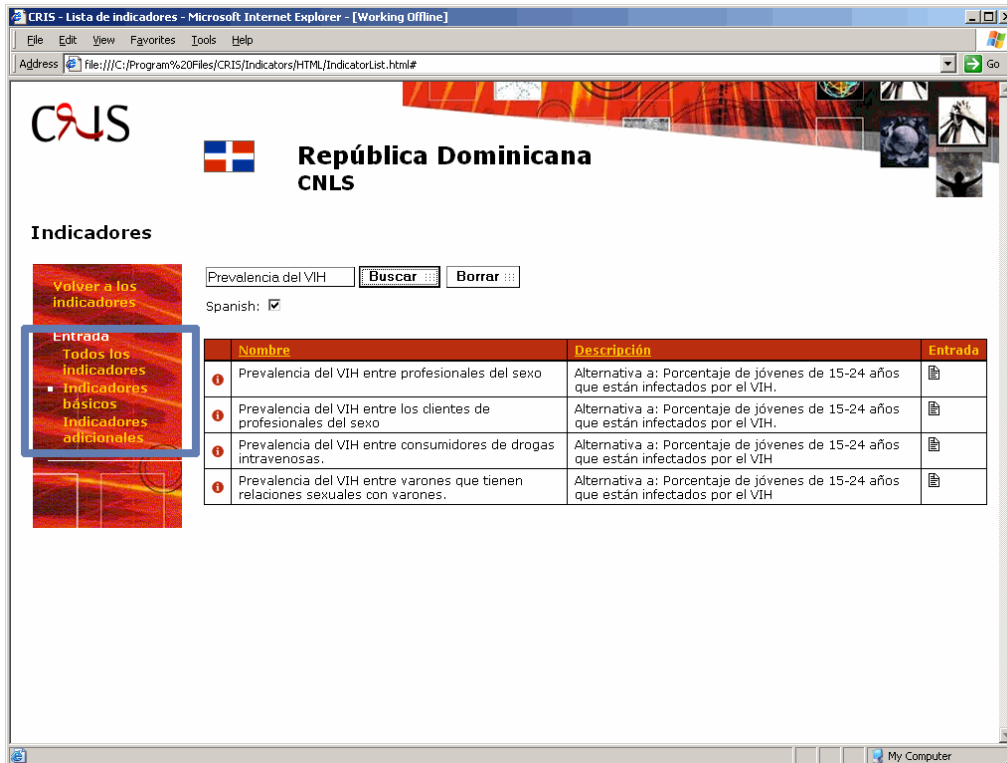 CRIS - Lista de indicadores - Microsoft Internet Explorer - [Working Offline]
File Edit View Favorites Tools Help
Address file:///C:/Program%20Files/CRIS/Indicators/HTML/IndicatorList.html# Go
CRIS
República Dominicana
CNLS
Indicadores
Volver a los
indicadores
Entrada
Todos los
indicadores
Indicadores
básicos
Indicadores
adicionales
Prevalencia del VIH Buscar Borrar
Spanish:
Nombre Descripción Entrada
Prevalencia del VIH entre profesionales del sexo
Alternativa a: Porcentaje de jóvenes de 15-24 años
que están infectados por el VIH.
Prevalencia del VIH entre los clientes de
profesionales del sexo
Alternativa a: Porcentaje de jóvenes de 15-24 años
que están infectados por el VIH.
Prevalencia del VIH entre consumidores de drogas
intravenosas.
Alternativa a: Porcentaje de jóvenes de 15-24 años
que están infectados por el VIH
Prevalencia del VIH entre varones que tienen
relaciones sexuales con varones.
Alternativa a: Porcentaje de jóvenes de 15-24 años
que están infectados por el VIH
My Computer